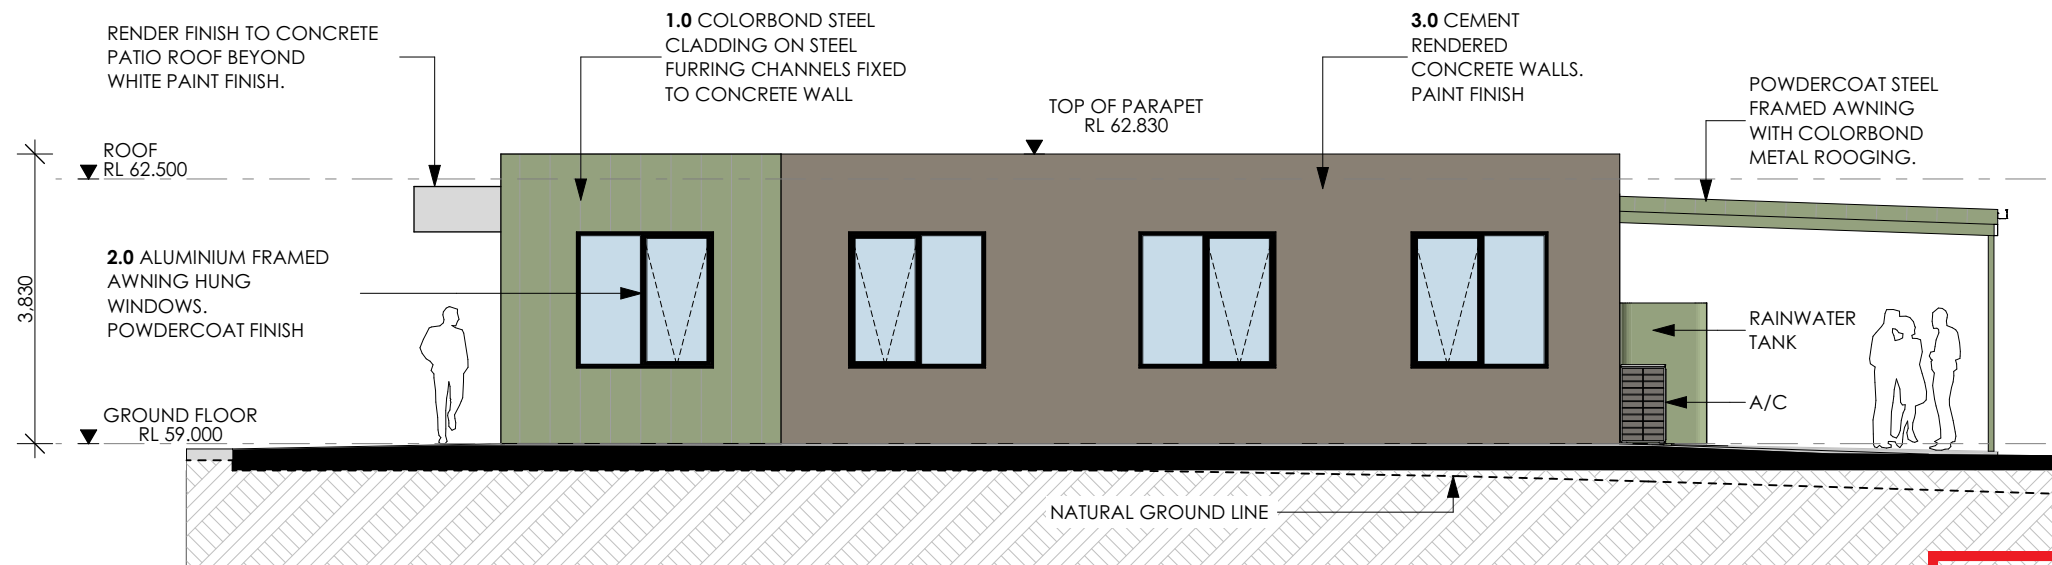 RENDER FINISH TO CONCRETE
PATIO ROOF BEYOND
WHITE PAINT FINISH.
1.0 COLORBOND STEEL
CLADDING ON STEEL
FURRING CHANNELS FIXED
TO CONCRETE WALL
3.0 CEMENT
RENDERED
CONCRETE WALLS.
PAINT FINISH
TOP OF PARAPET
RL 62.830
POWDERCOAT STEEL
FRAMED AWNING
WITH COLORBOND
METAL ROOGING.
ROOF
RL 62.500
2.0 ALUMINIUM FRAMED
AWNING HUNG
WINDOWS.
POWDERCOAT FINISH
3,830
RAINWATER
TANK
A/C
GROUND FLOOR
RL 59.000
NATURAL GROUND LINE